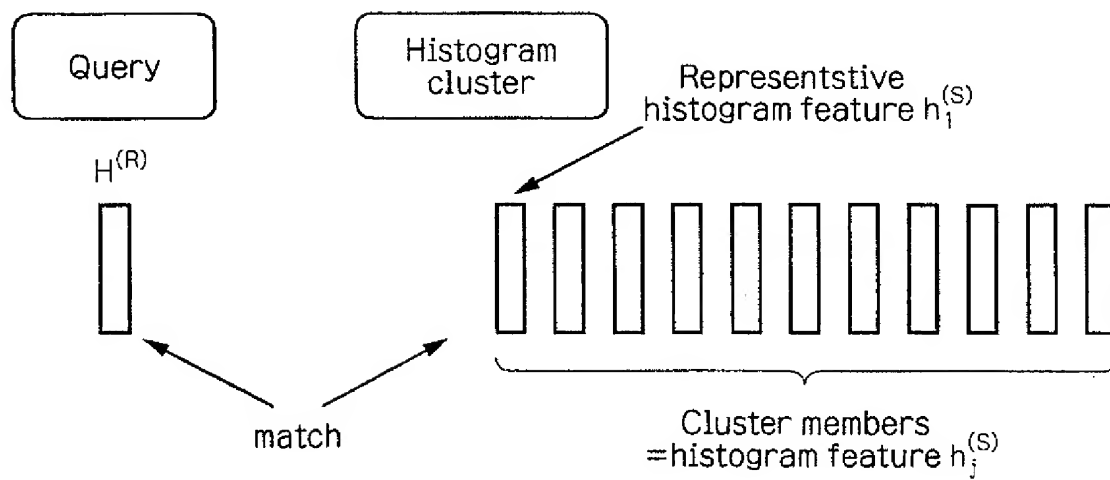 Query
Histogram
cluster
Representstive
histogram feature h₁⁽ˢ⁾
H⁽ᴿ⁾
match
Cluster members
=histogram feature hⱼ⁽ˢ⁾